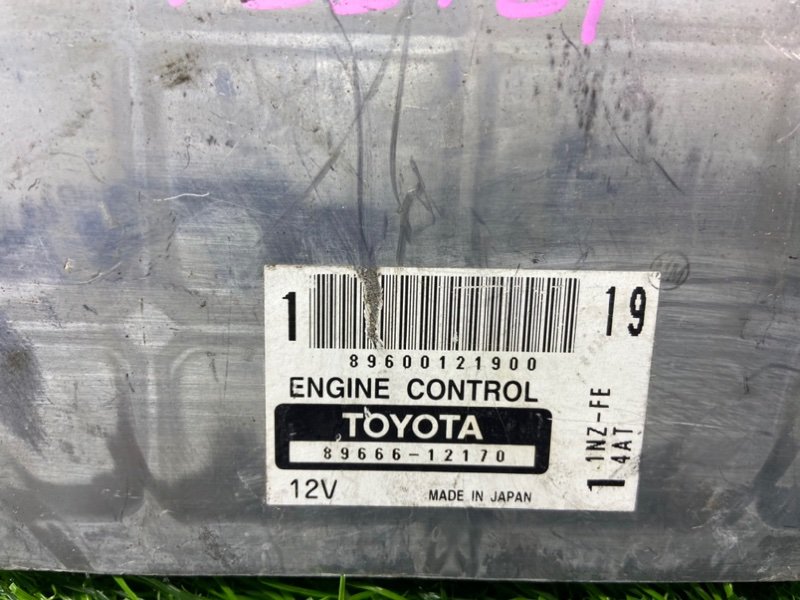 1 19
89600121900
ENGINE CONTROL
TOYOTA
89666-12170
12V MADE IN JAPAN
1 1NZ-FE
4AT